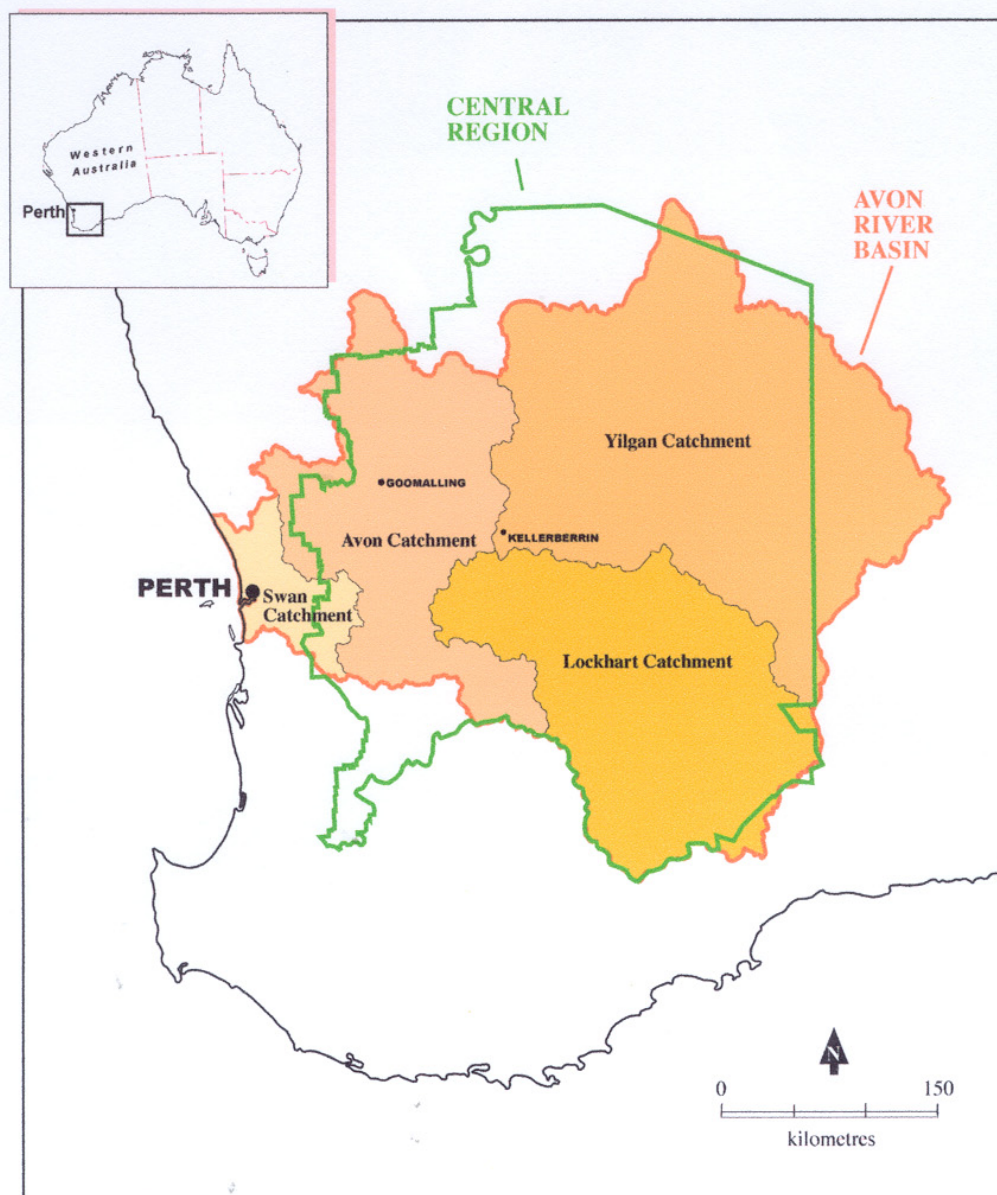 Western
Australia
Perth
CENTRAL
REGION
AVON
RIVER
BASIN
Yilgan Catchment
GOOMALLING
Avon Catchment
KELLERBERRIN
PERTH
Swan
Catchment
Lockhart Catchment
N
0 150
kilometres